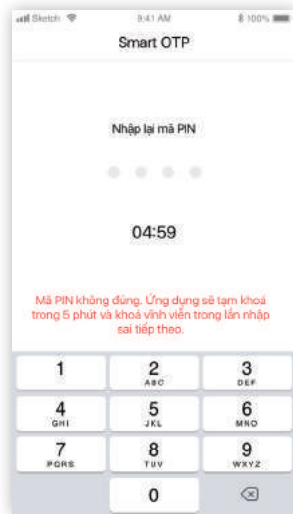 Sketch 9:41 AM 100%
Smart OTP
Nhập lại mã PIN
04:59
Mã PIN không đúng. Ứng dụng sẽ tạm khoá
trong 5 phút và khoá vĩnh viễn trong lần nhập
sai tiếp theo.
1 2 3
ABC DEF
4 5 6
GHI JKL MNO
7 8 9
PQRS TUV WXYZ
0